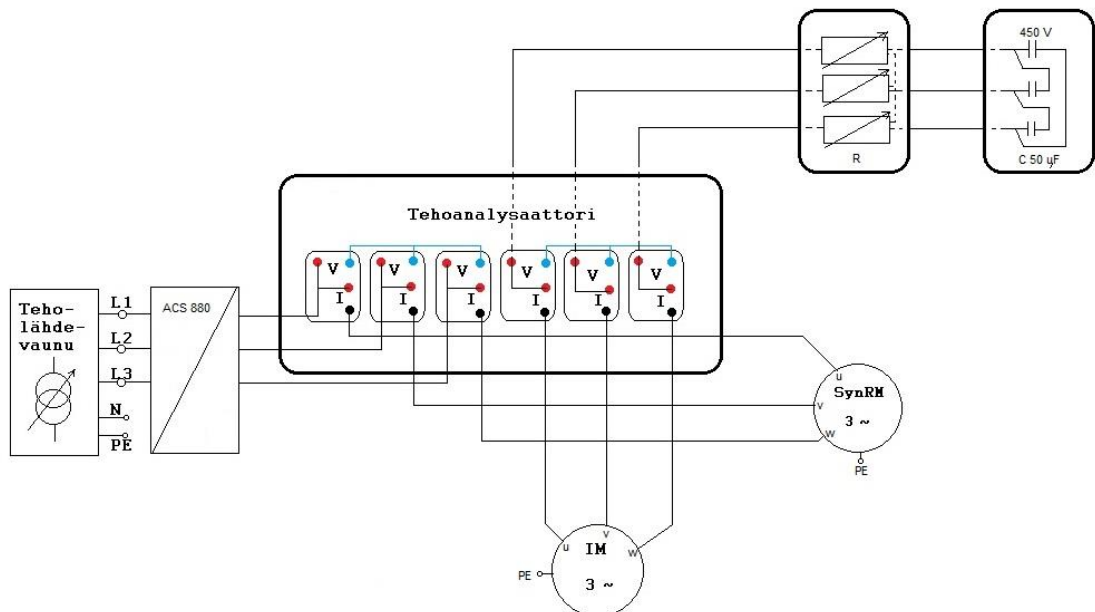 450 V
R
C 50 µF
Tehoanalysaattori
V
V
V
V
V
V
I
I
I
I
I
I
Teho-
lähde-
vaunu
L1
L2
L3
N
PE
ACS 880
u
SynRM
v
3 ~
w
PE
u
v
w
IM
PE
3 ~